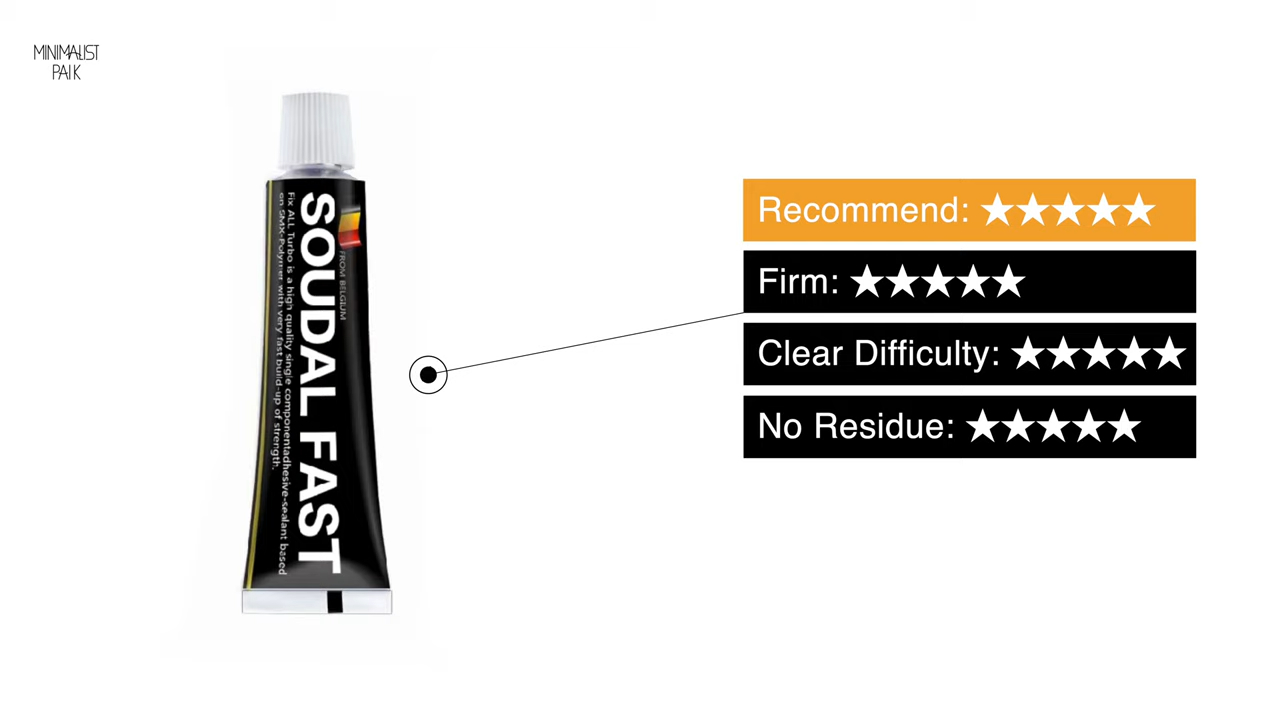 MINIMALIST
PAIK
SOUDAL FAST
FROM BELGIUM
Fix ALL Turbo is a high quality single componentadhesive-sealant based
on SMX-Polymer with very fast build-up of strength.
Recommend: ★★★★★
Firm: ★★★★★
Clear Difficulty: ★★★★★
No Residue: ★★★★★